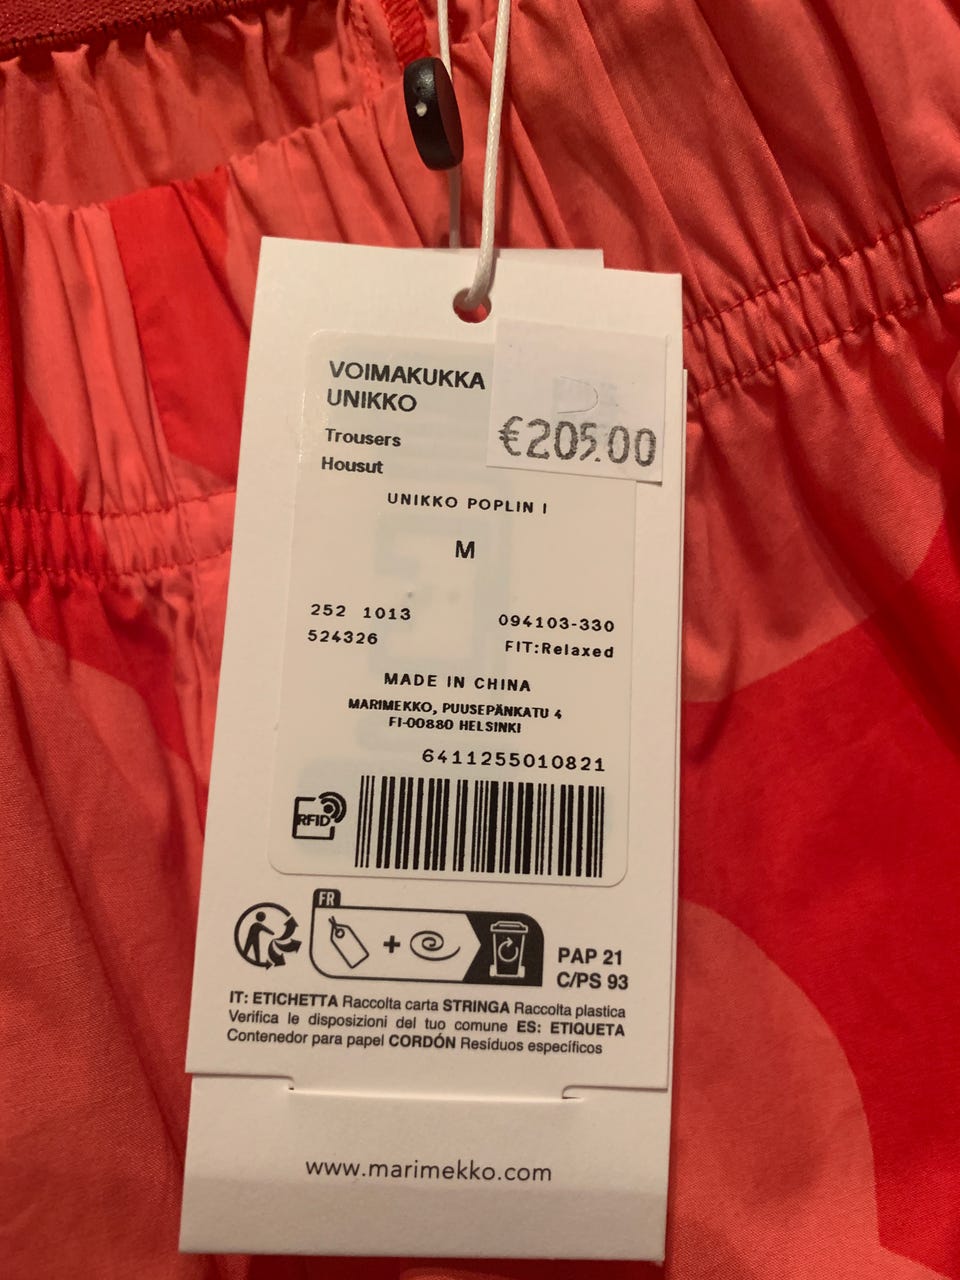 VOIMAKUKKA
UNIKKO
€205.00
Trousers
Housut
UNIKKO POPLIN I
M
252 1013
094103-330
524326
FIT:Relaxed
MADE IN CHINA
MARIMEKKO, PUUSEPÄNKATU 4
FI-00880 HELSINKI
6411255010821
RFID
FR
+
PAP 21
C/PS 93
IT: ETICHETTA Raccolta carta STRINGA Raccolta plastica
Verifica le disposizioni del tuo comune ES: ETIQUETA
Contenedor para papel CORDÓN Resíduos específicos
www.marimekko.com